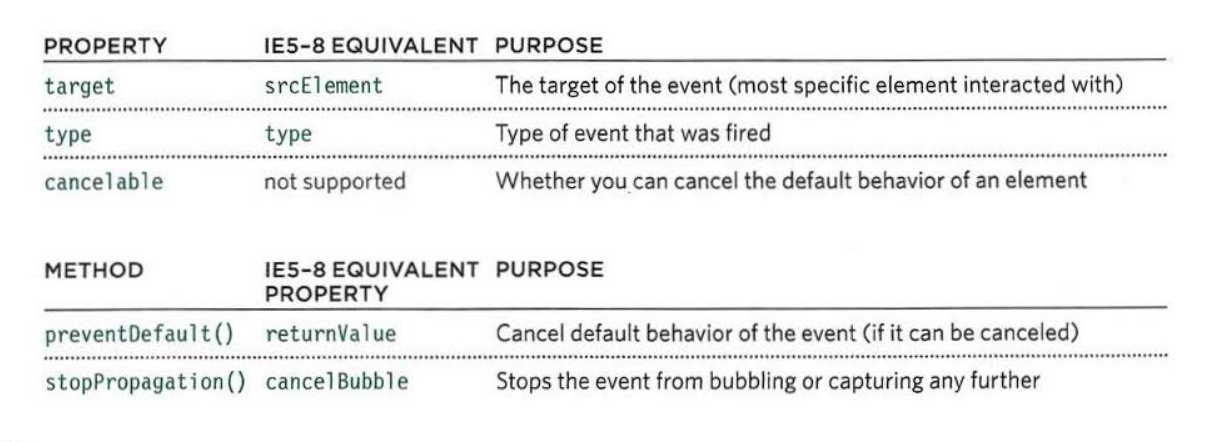 PROPERTY IE5-8 EQUIVALENT PURPOSE
target srcElement The target of the event (most specific element interacted with)
type type Type of event that was fired
cancelable not supported Whether you can cancel the default behavior of an element
METHOD IE5-8 EQUIVALENT PURPOSE
PROPERTY
preventDefault() returnValue Cancel default behavior of the event (if it can be canceled)
stopPropagation() cancelBubble Stops the event from bubbling or capturing any further